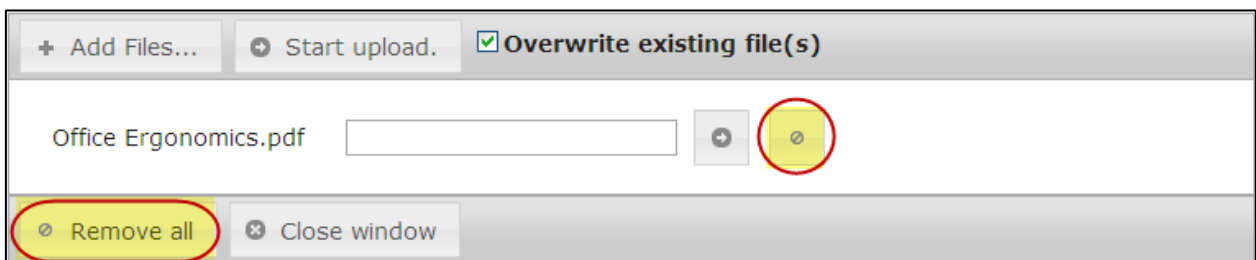 Add Files... Start upload. Overwrite existing file(s)
Office Ergonomics.pdf
Remove all Close window